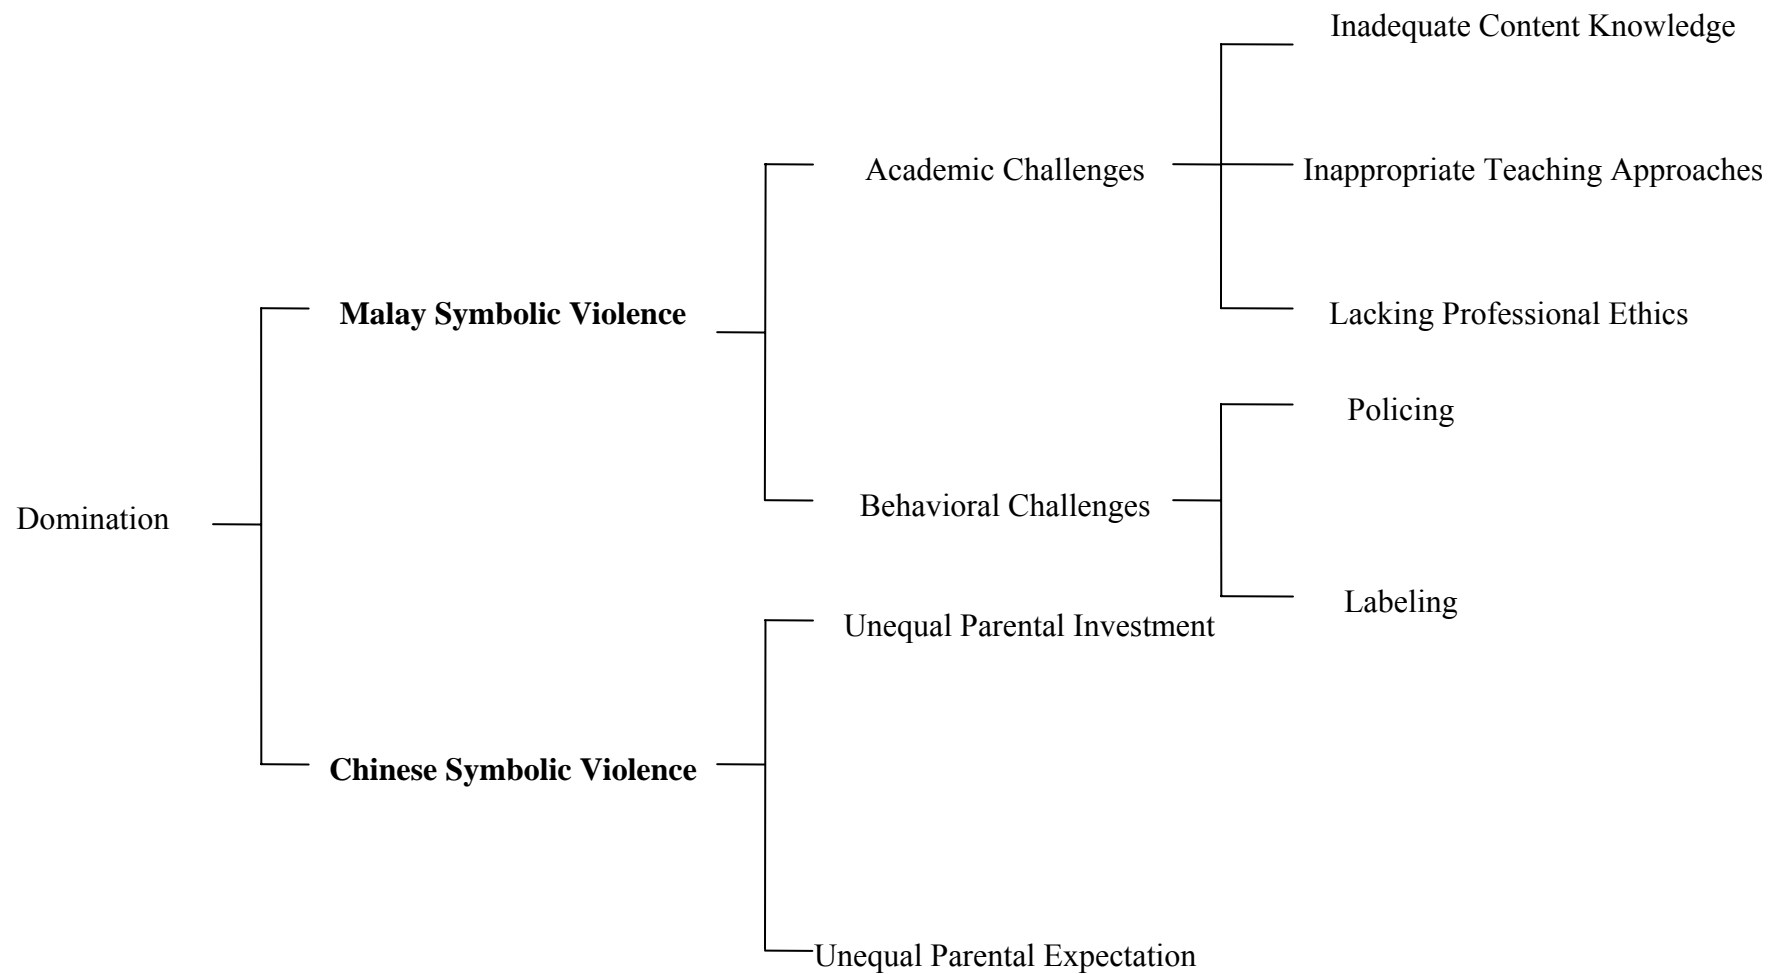 Inadequate Content Knowledge
Academic Challenges
Inappropriate Teaching Approaches
Malay Symbolic Violence
Lacking Professional Ethics
Policing
Behavioral Challenges
Domination
Labeling
Unequal Parental Investment
Chinese Symbolic Violence
Unequal Parental Expectation